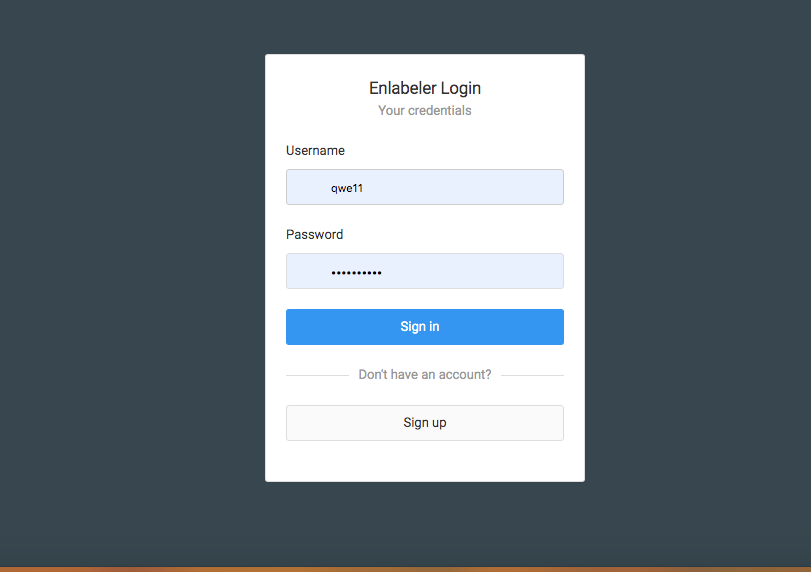 Enlabeler Login
Your credentials
Username
qwe11
Password
••••••••••
Sign in
Don't have an account?
Sign up